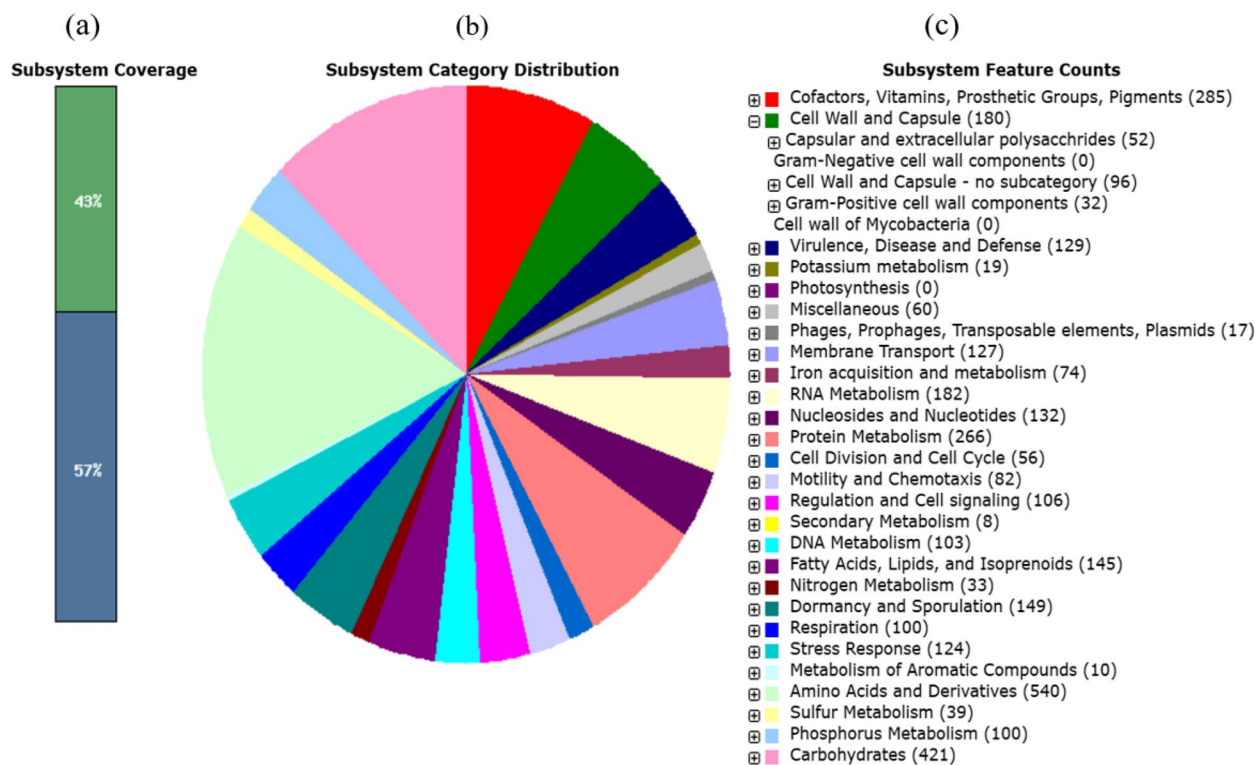 (a)
(b)
(c)
Subsystem Coverage
Subsystem Category Distribution
Subsystem Feature Counts
43%
57%
Cofactors, Vitamins, Prosthetic Groups, Pigments (285)
Cell Wall and Capsule (180)
Capsular and extracellular polysacchrides (52)
Gram-Negative cell wall components (0)
Cell Wall and Capsule - no subcategory (96)
Gram-Positive cell wall components (32)
Cell wall of Mycobacteria (0)
Virulence, Disease and Defense (129)
Potassium metabolism (19)
Photosynthesis (0)
Miscellaneous (60)
Phages, Prophages, Transposable elements, Plasmids (17)
Membrane Transport (127)
Iron acquisition and metabolism (74)
RNA Metabolism (182)
Nucleosides and Nucleotides (132)
Protein Metabolism (266)
Cell Division and Cell Cycle (56)
Motility and Chemotaxis (82)
Regulation and Cell signaling (106)
Secondary Metabolism (8)
DNA Metabolism (103)
Fatty Acids, Lipids, and Isoprenoids (145)
Nitrogen Metabolism (33)
Dormancy and Sporulation (149)
Respiration (100)
Stress Response (124)
Metabolism of Aromatic Compounds (10)
Amino Acids and Derivatives (540)
Sulfur Metabolism (39)
Phosphorus Metabolism (100)
Carbohydrates (421)